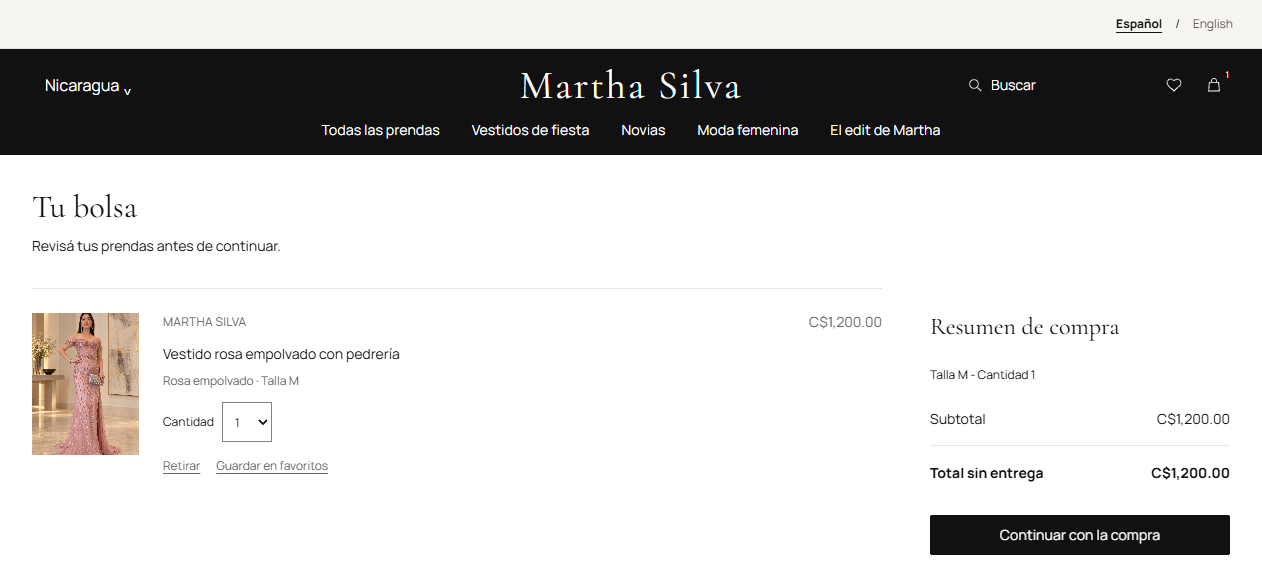 Español / English
Nicaragua v
Martha Silva
Buscar
1
Todas las prendas Vestidos de fiesta Novias Moda femenina El edit de Martha
Tu bolsa
Revisá tus prendas antes de continuar.
MARTHA SILVA C$1,200.00
Vestido rosa empolvado con pedrería
Rosa empolvado · Talla M
Cantidad 1
Retirar Guardar en favoritos
Resumen de compra
Talla M - Cantidad 1
Subtotal C$1,200.00
Total sin entrega C$1,200.00
Continuar con la compra